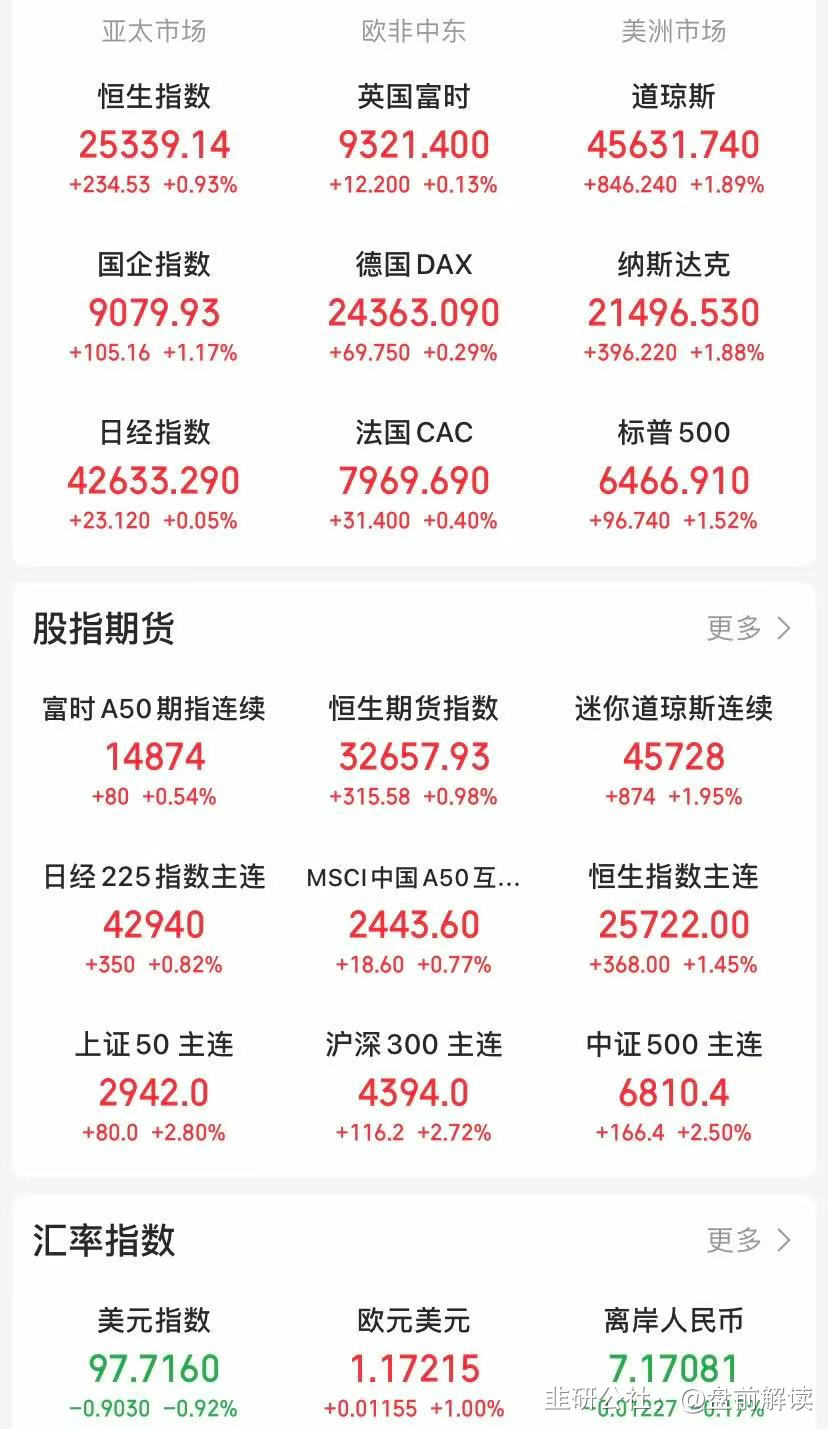 亚太市场 欧非中东 美洲市场
恒生指数 英国富时 道琼斯
25339.14 9321.400 45631.740
+234.53 +0.93% +12.200 +0.13% +846.240 +1.89%
国企指数 德国DAX 纳斯达克
9079.93 24363.090 21496.530
+105.16 +1.17% +69.750 +0.29% +396.220 +1.88%
日经指数 法国CAC 标普500
42633.290 7969.690 6466.910
+23.120 +0.05% +31.400 +0.40% +96.740 +1.52%
股指期货 更多
富时A50期指连续 恒生期货指数 迷你道琼斯连续
14874 32657.93 45728
+80 +0.54% +315.58 +0.98% +874 +1.95%
日经225指数主连 MSCI中国A50互... 恒生指数主连
42940 2443.60 25722.00
+350 +0.82% +18.60 +0.77% +368.00 +1.45%
上证50 主连 沪深300 主连 中证500 主连
2942.0 4394.0 6810.4
+80.0 +2.80% +116.2 +2.72% +166.4 +2.50%
汇率指数 更多
美元指数 欧元美元 离岸人民币
97.7160 1.17215 7.17081
-0.9030 -0.92% +0.01155 +1.00% -0.01227 -0.17%
韭研公社 @盘前解读